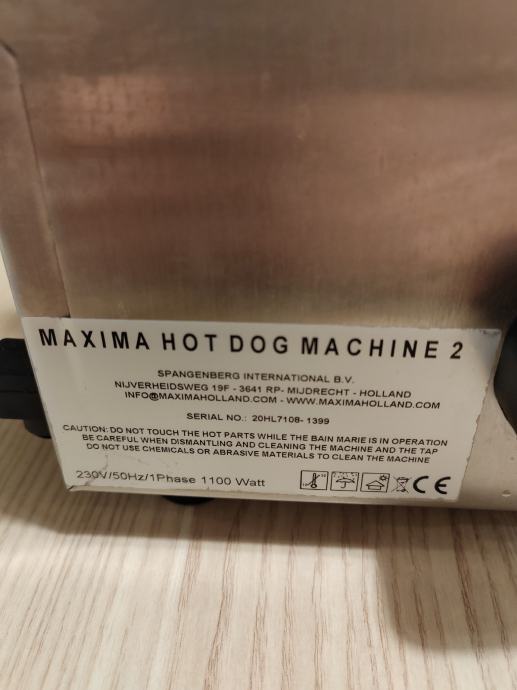 MAXIMA HOT DOG MACHINE 2
SPANGENBERG INTERNATIONAL B.V.
NIJVERHEIDSWEG 19F - 3641 RP- MIJDRECHT - HOLLAND
INFO@MAXIMAHOLLAND.COM - WWW.MAXIMAHOLLAND.COM
SERIAL NO.: 20HL7108- 1399
CAUTION: DO NOT TOUCH THE HOT PARTS WHILE THE BAIN MARIE IS IN OPERATION
BE CAREFUL WHEN DISMANTLING AND CLEANING THE MACHINE AND THE TAP
DO NOT USE CHEMICALS OR ABRASIVE MATERIALS TO CLEAN THE MACHINE
230V/50Hz/1Phase 1100 Watt CE